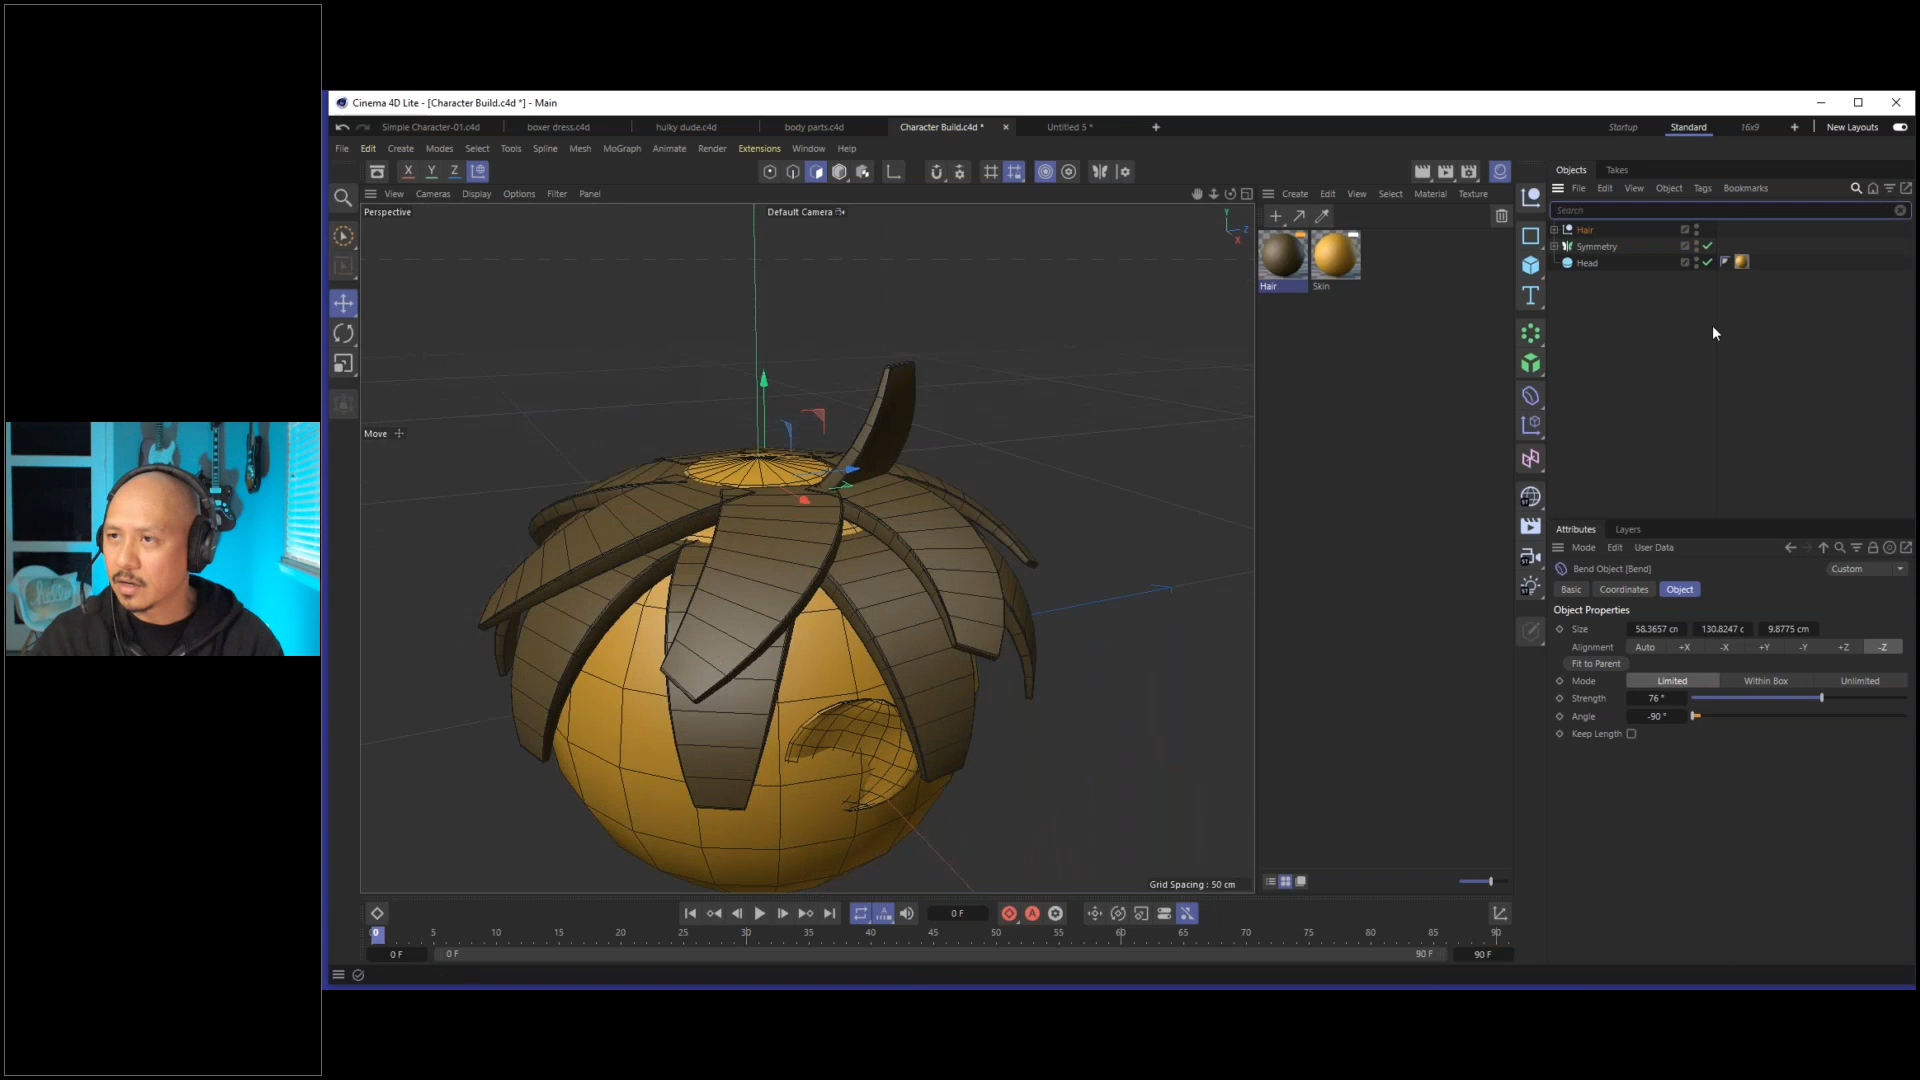 Cinema 4D Lite - [Character Build.c4d *] - Main
Simple Character-01.c4d
boxer dress.c4d
hulky dude.c4d
body parts.c4d
Character Build.c4d *
Untitled 5 *
Startup
Standard
16x9
New Layouts
File Edit Create Modes Select Tools Spline Mesh MoGraph Animate Render Extensions Window Help
X Y Z
View Cameras Display Options Filter Panel
Perspective
Default Camera
Y
Z
X
Move
Grid Spacing : 50 cm
Create Edit View Select Material Texture
Hair
Skin
Objects Takes
File Edit View Object Tags Bookmarks
Search
Hair
Symmetry
Head
Attributes Layers
Mode Edit User Data
Bend Object [Bend]
Custom
Basic Coordinates Object
Object Properties
Size 58.3657 cn 130.8247 c 9.8775 cm
Alignment Auto +X -X +Y -Y +Z -Z
Fit to Parent
Mode Limited Within Box Unlimited
Strength 76 °
Angle -90 °
Keep Length
0 F
0 5 10 15 20 25 30 35 40 45 50 55 60 65 70 75 80 85 90
0 F
0 F
90 F
90 F
hello